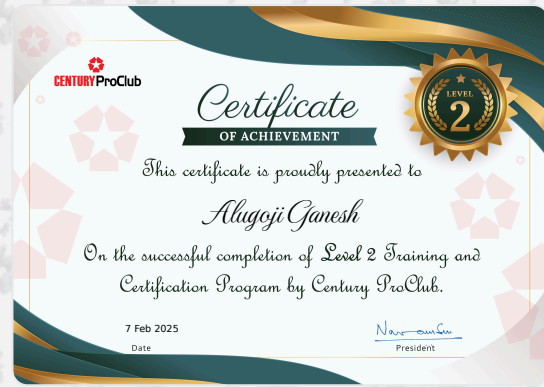 CENTURY ProClub
Certificate
OF ACHIEVEMENT
LEVEL
2
This certificate is proudly presented to
Alugoji Ganesh
On the successful completion of Level 2 Training and
Certification Program by Century ProClub.
7 Feb 2025
Date
President